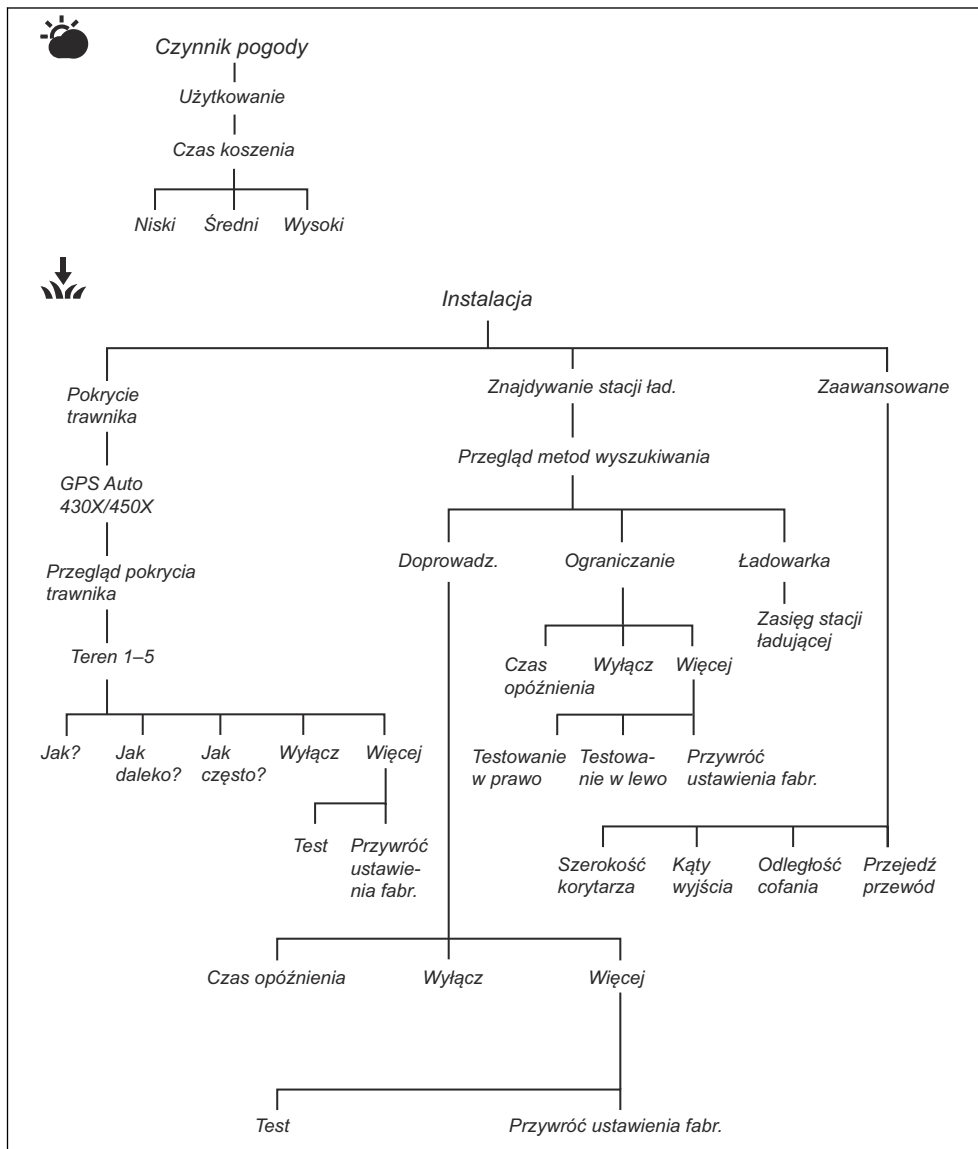 Czynnik pogody
Użytkowanie
Czas koszenia
Niski
Średni
Wysoki
Instalacja
Pokrycie
trawnika
Znajdywanie stacji ład.
Zaawansowane
GPS Auto
430X/450X
Przegląd metod wyszukiwania
Przegląd pokrycia
trawnika
Doprowadz.
Ograniczanie
Ładowarka
Teren 1–5
Czas
opóźnienia
Wyłącz
Więcej
Zasięg stacji
ładującej
Jak?
Jak
daleko?
Jak
często?
Wyłącz
Więcej
Testowanie
w prawo
Testowa-
nie w lewo
Przywróć
ustawienia fabr.
Test
Przywróć
ustawie-
nia fabr.
Szerokość
korytarza
Kąty
wyjścia
Odległość
cofania
Przejedź
przewód
Czas opóźnienia
Wyłącz
Więcej
Test
Przywróć ustawienia fabr.